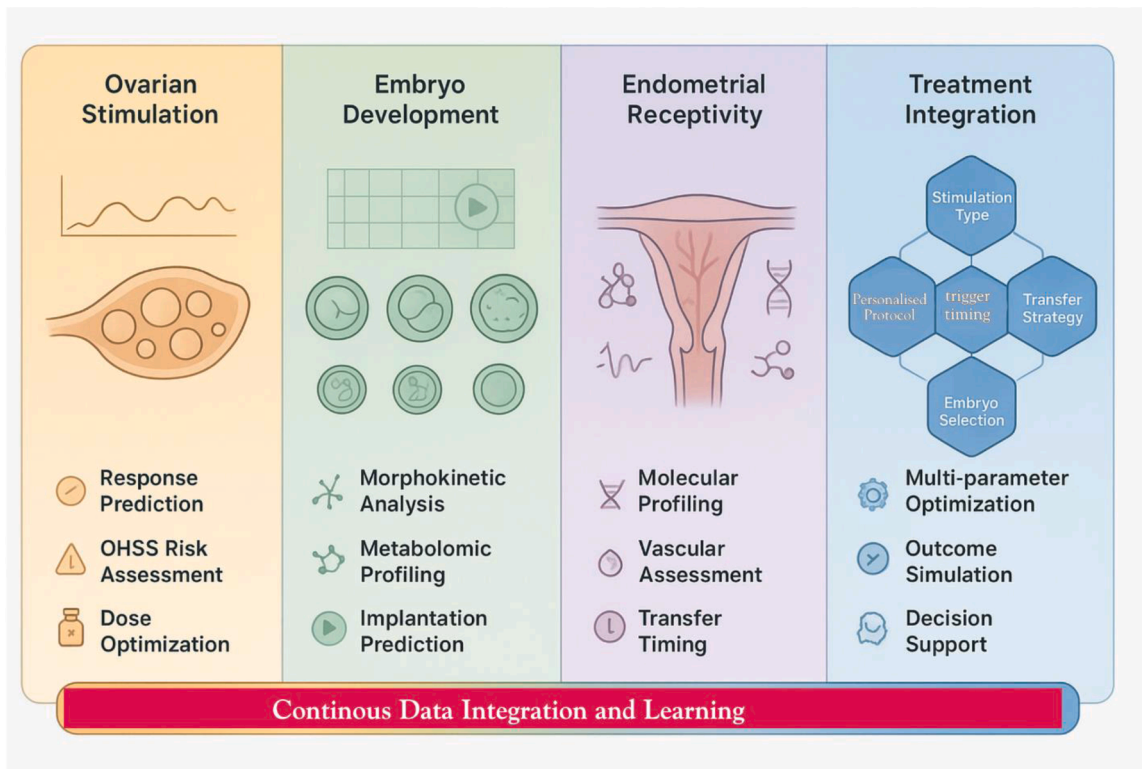 Ovarian
Stimulation
Embryo
Development
Endometrial
Receptivity
Treatment
Integration
Stimulation
Type
Personalised
Protocol
trigger
timing
Transfer
Strategy
Embryo
Selection
Response
Prediction
OHSS Risk
Assessment
Dose
Optimization
Morphokinetic
Analysis
Metabolomic
Profiling
Implantation
Prediction
Molecular
Profiling
Vascular
Assessment
Transfer
Timing
Multi-parameter
Optimization
Outcome
Simulation
Decision
Support
Continous Data Integration and Learning